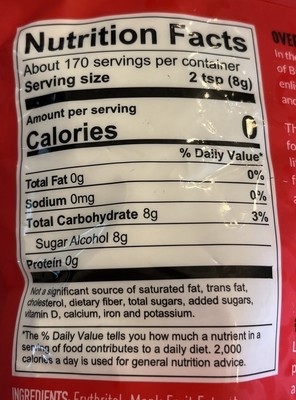 Nutrition Facts
About 170 servings per container
Serving size 2 tsp (8g)
Amount per serving
Calories 0
% Daily Value*
Total Fat 0g 0%
Sodium 0mg 0%
Total Carbohydrate 8g 3%
Sugar Alcohol 8g
Protein 0g
Not a significant source of saturated fat, trans fat,
cholesterol, dietary fiber, total sugars, added sugars,
vitamin D, calcium, iron and potassium.
*The % Daily Value tells you how much a nutrient in a
serving of food contributes to a daily diet. 2,000
calories a day is used for general nutrition advice.
INGREDIENTS Erythritol, Monk Fruit